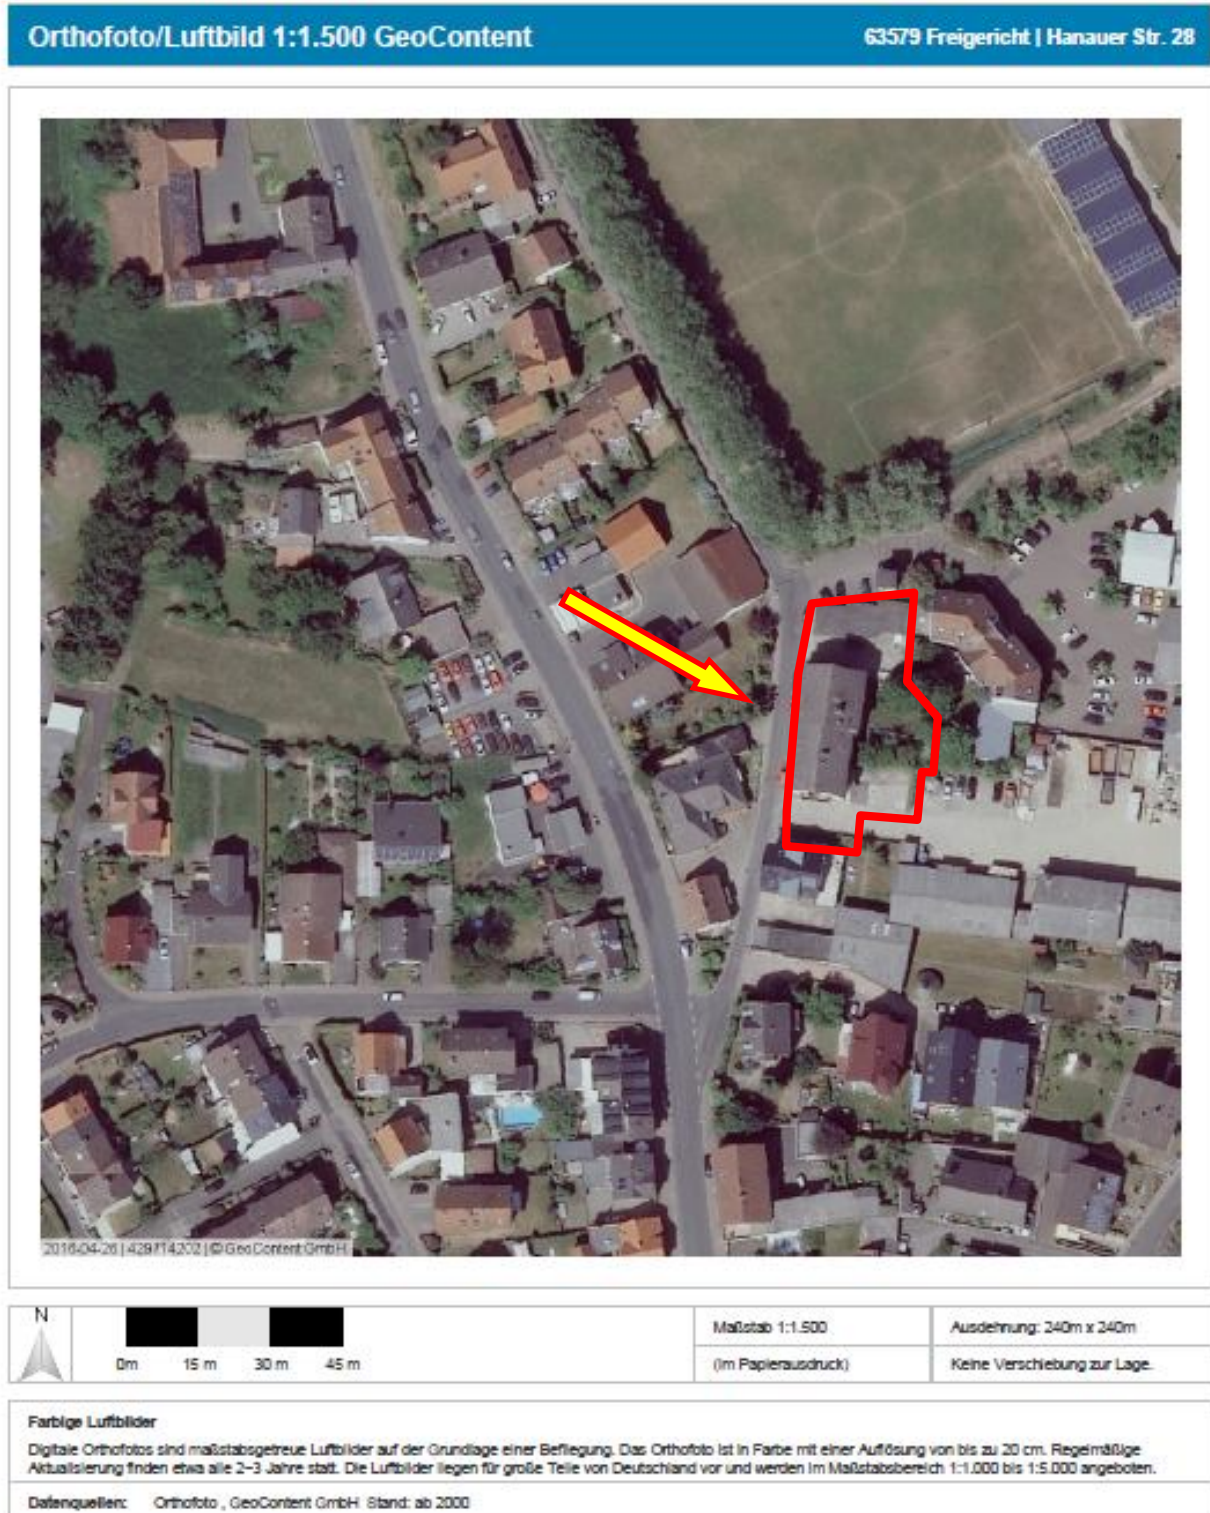 Orthofoto/Luftbild 1:1.500 GeoContent
63579 Freigericht | Hanauer Str. 28
2016-04-26 | 429714202 | © GeoContent GmbH
N
0m 15 m 30 m 45 m
Maßstab 1:1.500
(im Papierausdruck)
Ausdehnung: 240m x 240m
Keine Verschiebung zur Lage.
Farbige Luftbilder
Digitale Orthofotos sind maßstabsgetreue Luftbilder auf der Grundlage einer Befliegung. Das Orthofoto ist in Farbe mit einer Auflösung von bis zu 20 cm. Regelmäßige
Aktualisierung finden etwa alle 2-3 Jahre statt. Die Luftbilder liegen für große Teile von Deutschland vor und werden im Maßstabsbereich 1:1.000 bis 1:5.000 angeboten.
Datenquellen: Orthofoto , GeoContent GmbH Stand: ab 2000